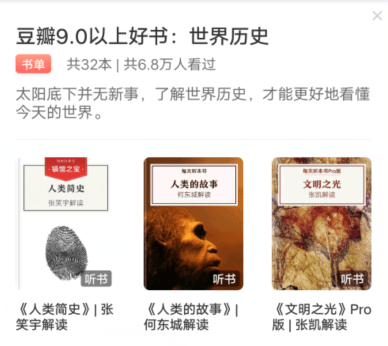 豆瓣9.0以上好书：世界历史
书单 共32本 | 共6.8万人看过
太阳底下并无新事，了解世界历史，才能更好地看懂
今天的世界。
镇馆之宝
人类简史
张笑宇解读
听书
每天听本书
人类的故事
何东城解读
听书
每天听本书Pro版
文明之光
张凯解读
听书
《人类简史》| 张
笑宇解读
《人类的故事》|
何东城解读
《文明之光》Pro
版 | 张凯解读